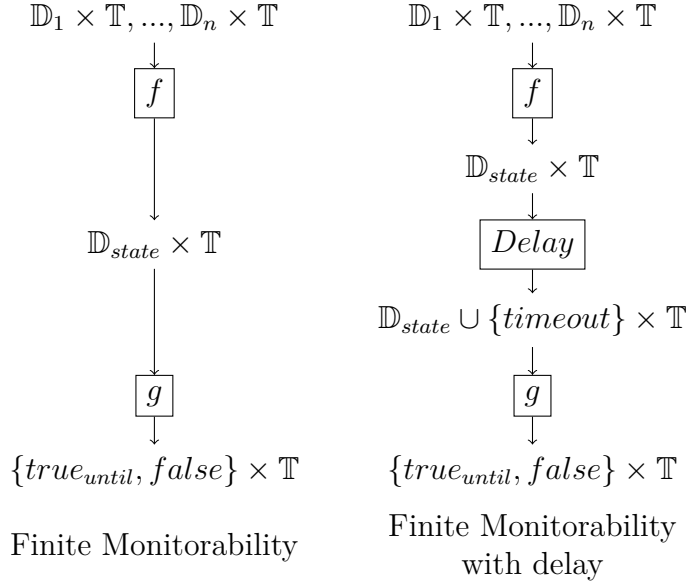 𝔻₁ × 𝕋, ..., 𝔻ₙ × 𝕋
f
𝔻_state × 𝕋
g
{true_until, false} × 𝕋
Finite Monitorability
𝔻₁ × 𝕋, ..., 𝔻ₙ × 𝕋
f
𝔻_state × 𝕋
Delay
𝔻_state ∪ {timeout} × 𝕋
g
{true_until, false} × 𝕋
Finite Monitorability
with delay